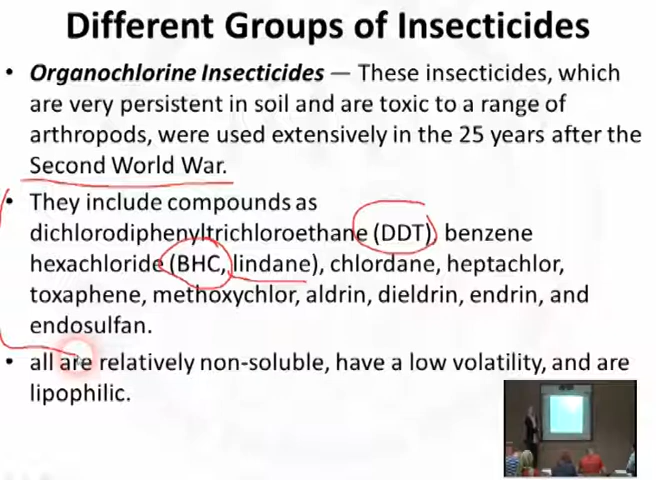 Different Groups of Insecticides
• Organochlorine Insecticides — These insecticides, which
are very persistent in soil and are toxic to a range of
arthropods, were used extensively in the 25 years after the
Second World War.
• They include compounds as
dichlorodiphenyltrichloroethane (DDT), benzene
hexachloride (BHC, lindane), chlordane, heptachlor,
toxaphene, methoxychlor, aldrin, dieldrin, endrin, and
endosulfan.
• all are relatively non-soluble, have a low volatility, and are
lipophilic.